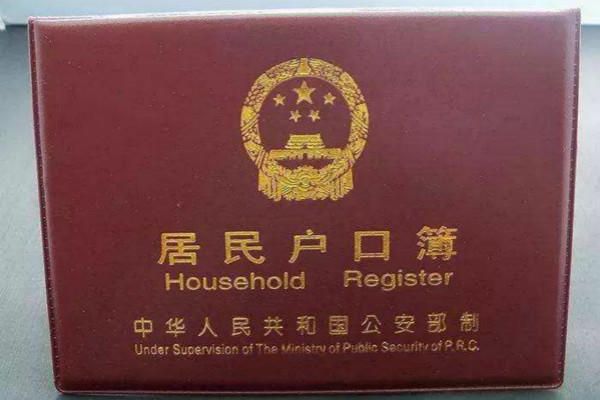 居民户口簿
Household Register
中华人民共和国公安部制
Under Supervision of The Ministry of Public Security of P.R.C.